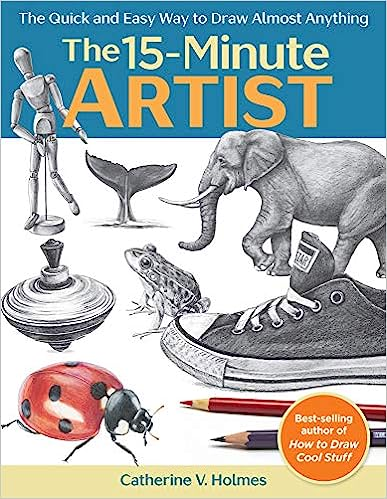 The Quick and Easy Way to Draw Almost Anything
The 15-Minute
ARTIST
Best-selling
author of
How to Draw
Cool Stuff
Catherine V. Holmes